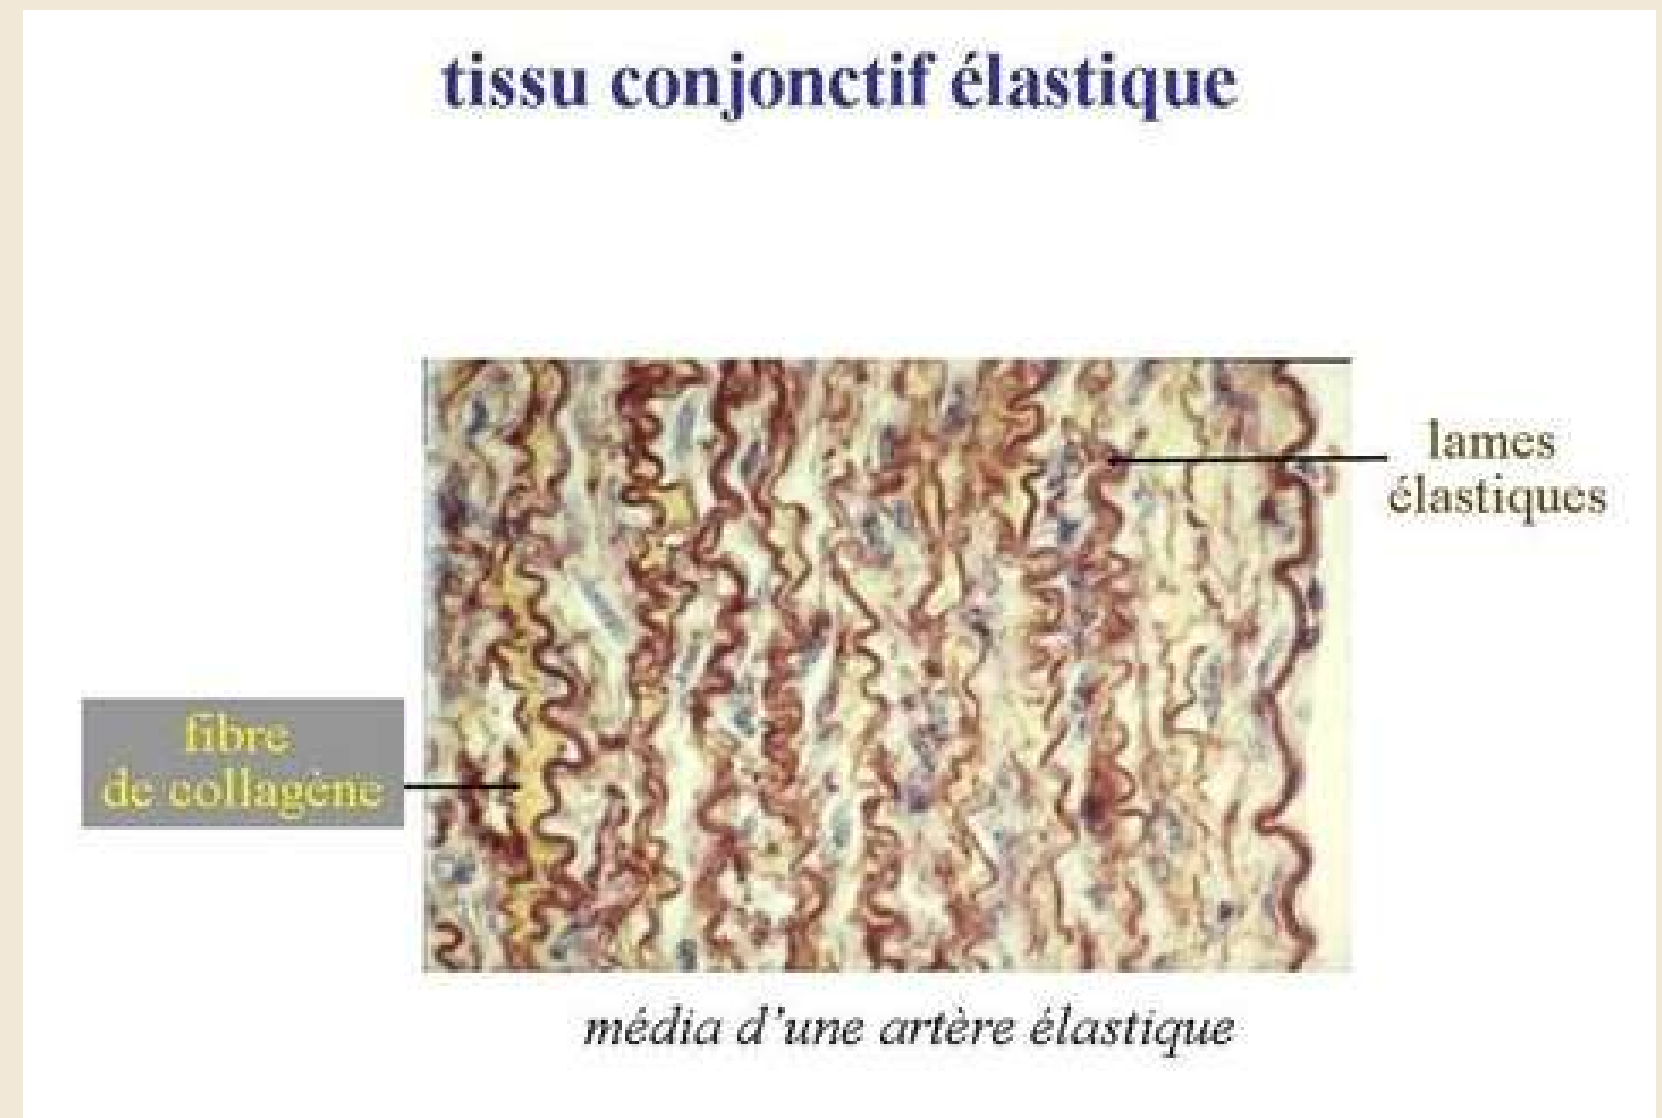 tissu conjonctif élastique
lames
élastiques
fibre
de collagène
média d'une artère élastique